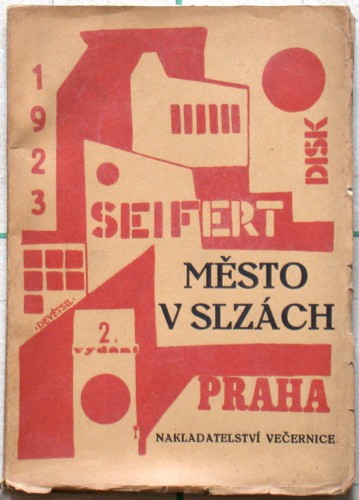 1923
DISK
SEIFERT
MĚSTO
V SLZÁCH
·DEVĚTSIL·
2.
vydání
PRAHA
NAKLADATELSTVÍ VEČERNICE